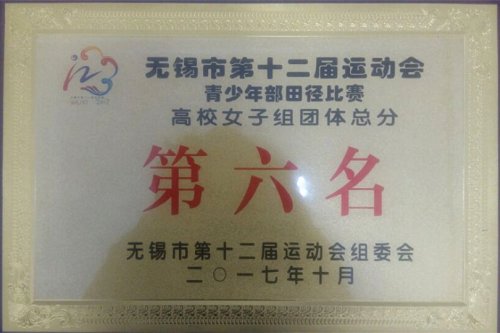 无锡市第十二届运动会
青少年部田径比赛
高校女子组团体总分
第六名
无锡市第十二届运动会组委会
二〇一七年十月